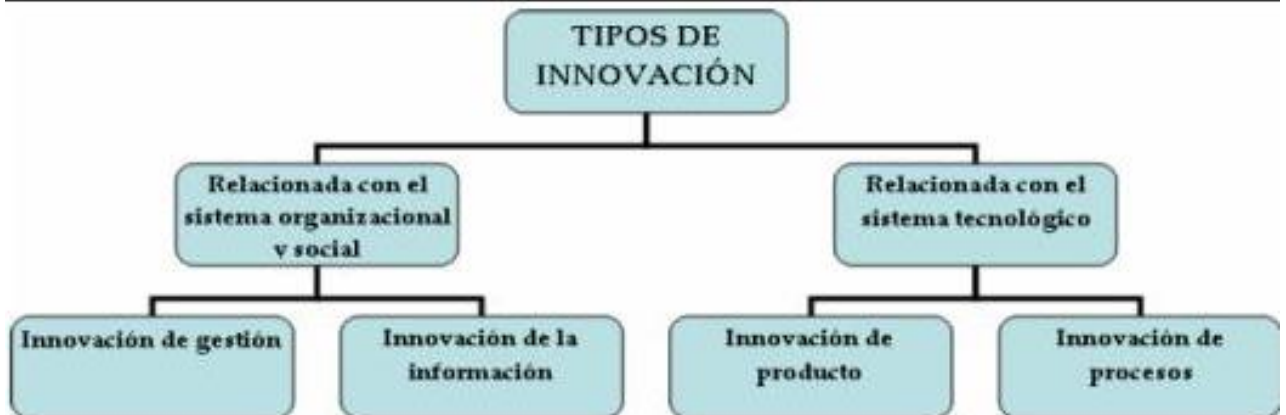 TIPOS DE
INNOVACIÓN
Relacionada con el
sistema organizacional
y social
Relacionada con el
sistema tecnológico
Innovación de gestión
Innovación de la
información
Innovación de
producto
Innovación de
procesos